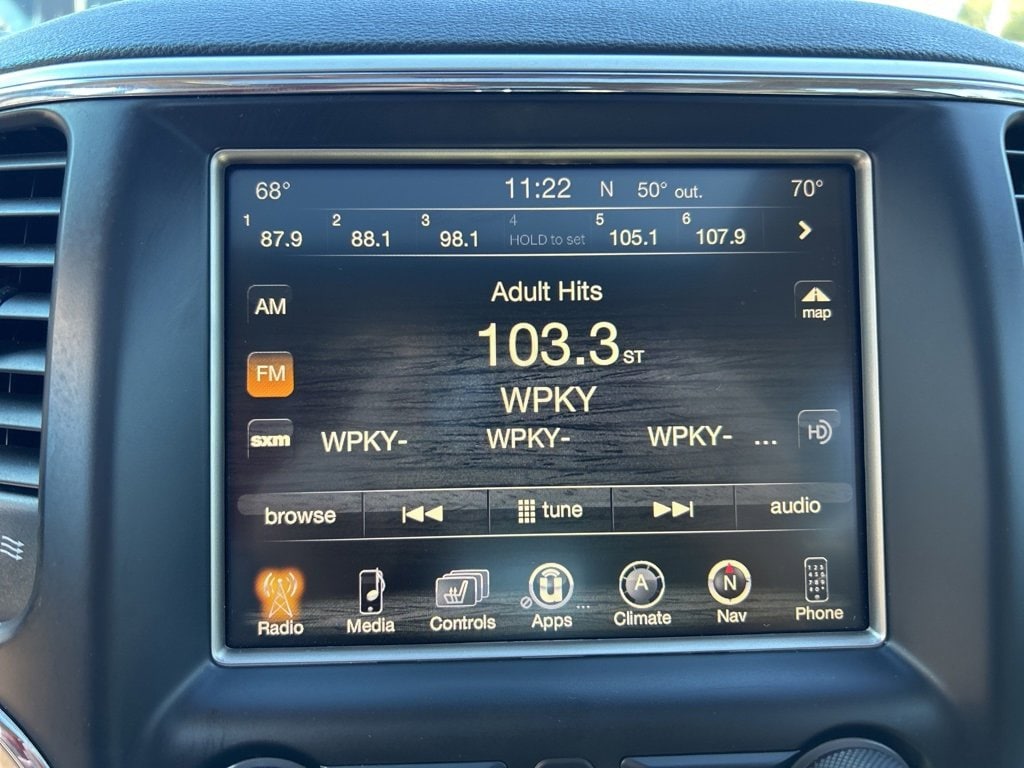 68° 11:22 N 50° out. 70°
1 87.9 2 88.1 3 98.1 4 HOLD to set 5 105.1 6 107.9
Adult Hits
AM
map
103.3 ST
FM
WPKY
sxm WPKY- WPKY- WPKY- ... HD
browse tune audio
A N
Radio Media Controls Apps ... Climate Nav Phone